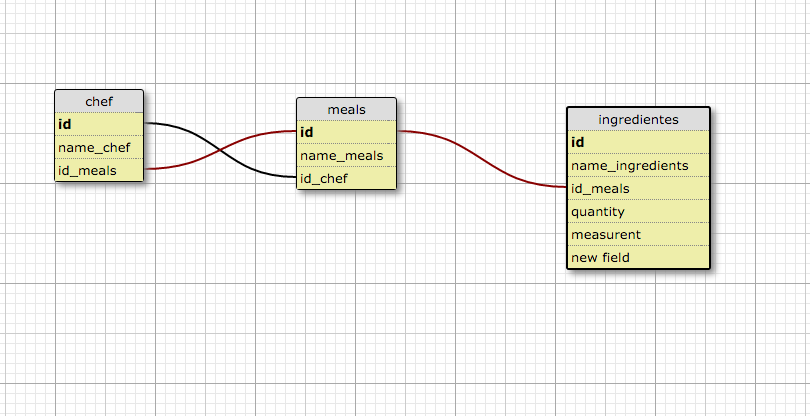 chef
id
name_chef
id_meals
meals
id
name_meals
id_chef
ingredientes
id
name_ingredients
id_meals
quantity
measurent
new field